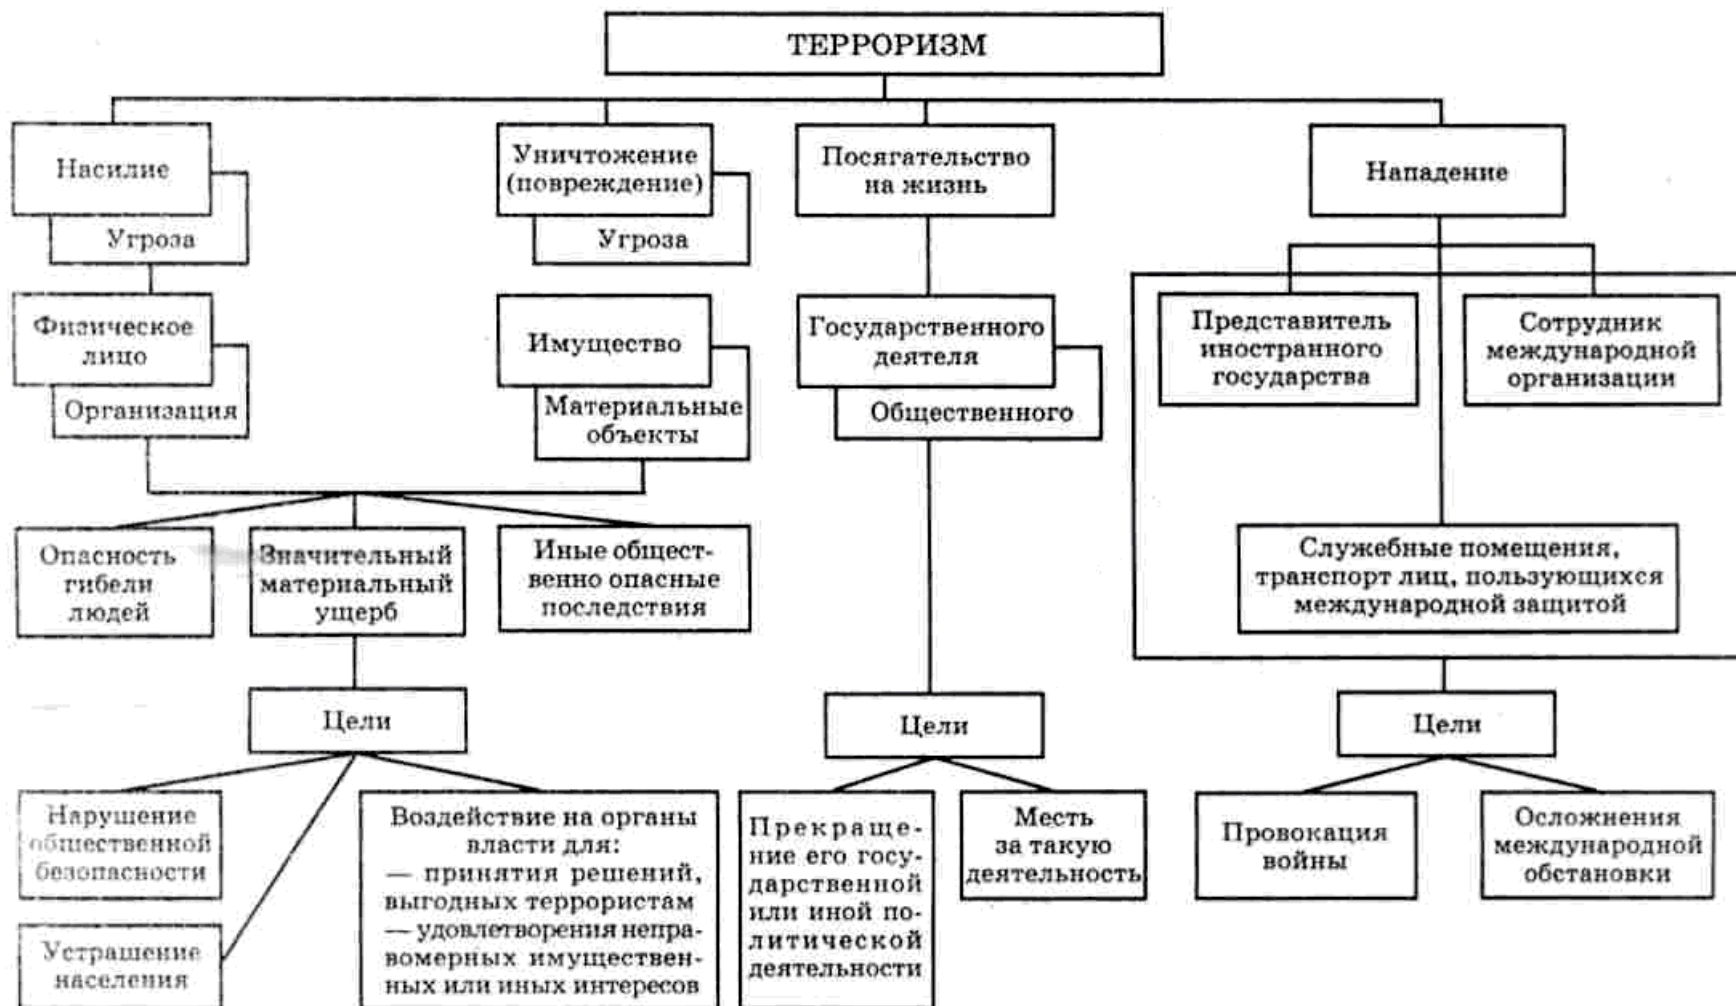 ТЕРРОРИЗМ
Насилие
Угроза
Уничтожение
(повреждение)
Угроза
Посягательство
на жизнь
Нападение
Физическое
лицо
Организация
Имущество
Материальные
объекты
Государственного
деятеля
Общественного
Представитель
иностранного
государства
Сотрудник
международной
организации
Опасность
гибели
людей
Значительный
материальный
ущерб
Иные общест-
венно опасные
последствия
Служебные помещения,
транспорт лиц, пользующихся
международной защитой
Цели
Цели
Цели
Нарушение
общественной
безопасности
Устрашение
населения
Воздействие на органы
власти для:
— принятия решений,
выгодных террористам
— удовлетворения непра-
вомерных имуществен-
ных или иных интересов
Прекраще-
ние его госу-
дарственной
или иной по-
литической
деятельности
Месть
за такую
деятельность
Провокация
войны
Осложнения
международной
обстановки